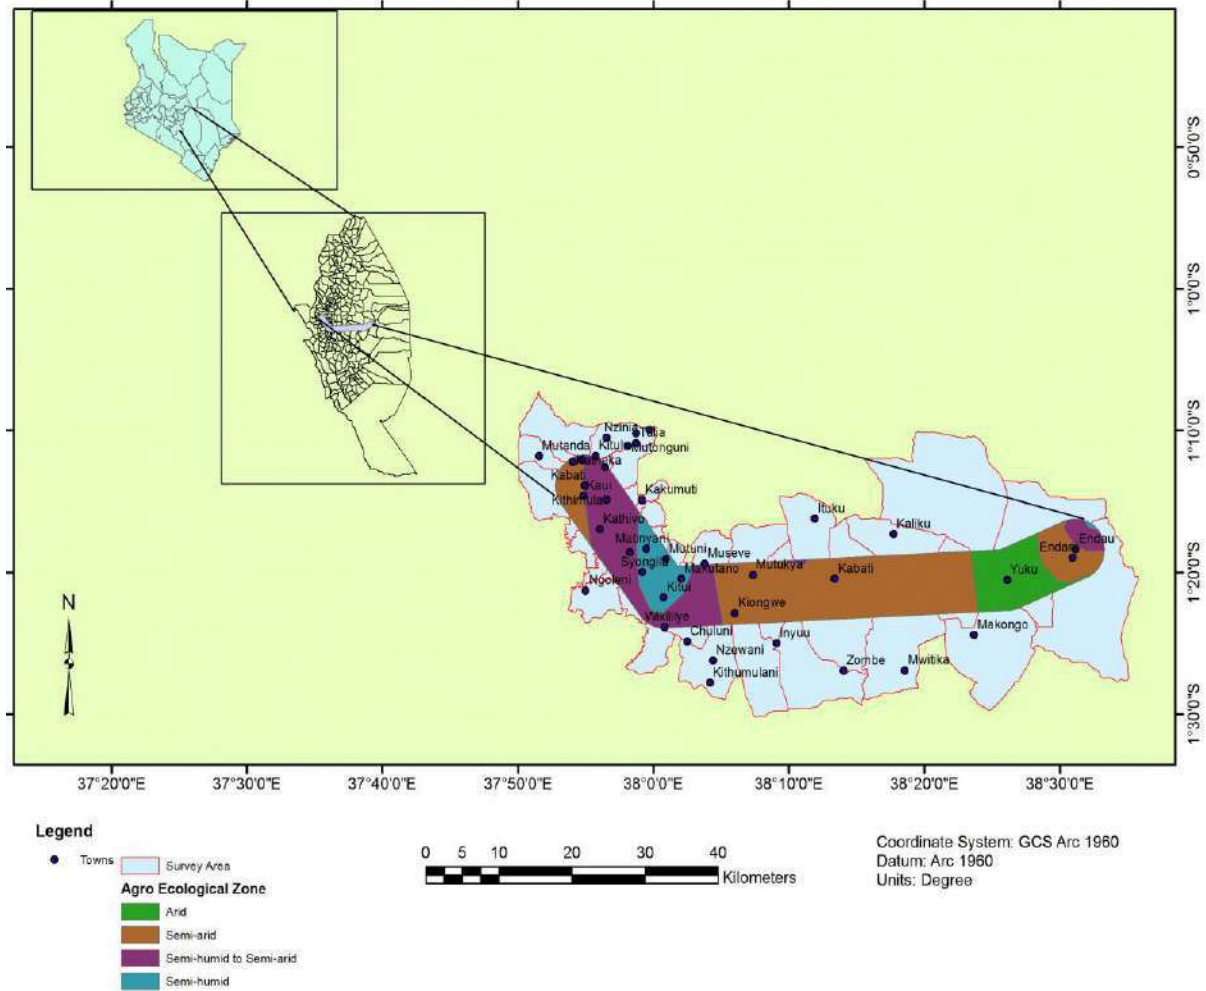 0°50'0"S
1°0'0"S
1°10'0"S
1°20'0"S
1°30'0"S
Nzinia
Tulia
Mutanda
Kitului
Mutonguni
Kabati
Kaui
Kithimula
Kakumuti
Kathivo
Ituku
Kaliku
Matinyani
Mutuni
Museve
Endau
Syongila
Makutano
Mutukya
Kabati
Yuku
Ngoleni
Kitui
Kiongwe
Wikililye
Chuluni
Inyuu
Makongo
Nzewani
Zombe
Mwitika
Kithumulani
N
37°20'0"E
37°30'0"E
37°40'0"E
37°50'0"E
38°0'0"E
38°10'0"E
38°20'0"E
38°30'0"E
Legend
Towns
Survey Area
Agro Ecological Zone
Arid
Semi-arid
Semi-humid to Semi-arid
Semi-humid
0 5 10 20 30 40
Kilometers
Coordinate System: GCS Arc 1960
Datum: Arc 1960
Units: Degree